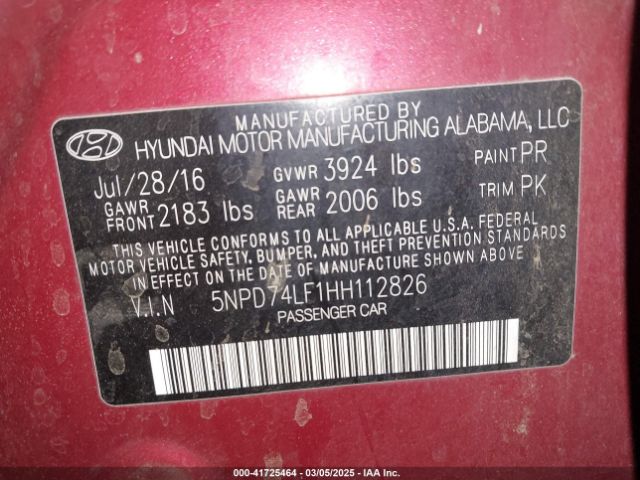 MANUFACTURED BY
HYUNDAI MOTOR MANUFACTURING ALABAMA, LLC
Jul/28/16 GVWR 3924 lbs PAINT PR
GAWR FRONT 2183 lbs GAWR REAR 2006 lbs TRIM PK
THIS VEHICLE CONFORMS TO ALL APPLICABLE U.S.A. FEDERAL
MOTOR VEHICLE SAFETY, BUMPER, AND THEFT PREVENTION STANDARDS
IN EFFECT ON THE DATE OF MANUFACTURE SHOWN ABOVE.
V.I.N 5NPD74LF1HH112826
PASSENGER CAR
000-41725464 | 03/05/2025 - IAA Inc.